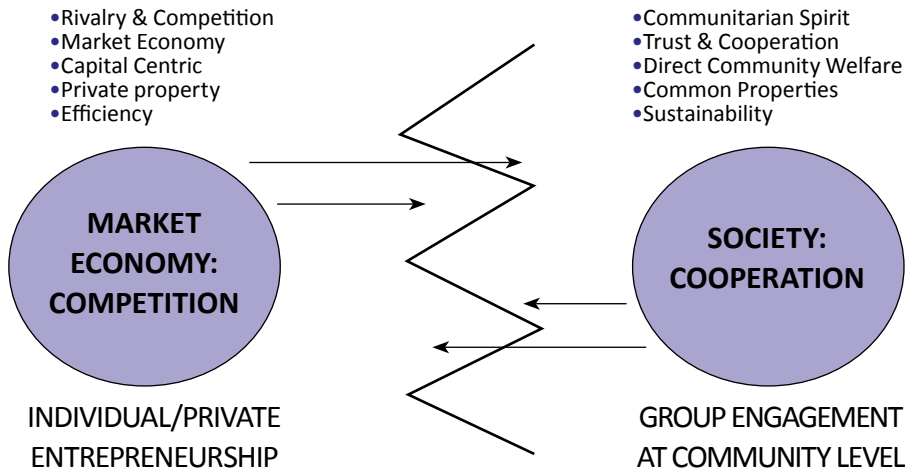 •Rivalry & Competition
•Market Economy
•Capital Centric
•Private property
•Efficiency
•Communitarian Spirit
•Trust & Cooperation
•Direct Community Welfare
•Common Properties
•Sustainability
MARKET
ECONOMY:
COMPETITION
SOCIETY:
COOPERATION
INDIVIDUAL/PRIVATE
ENTREPRENEURSHIP
GROUP ENGAGEMENT
AT COMMUNITY LEVEL